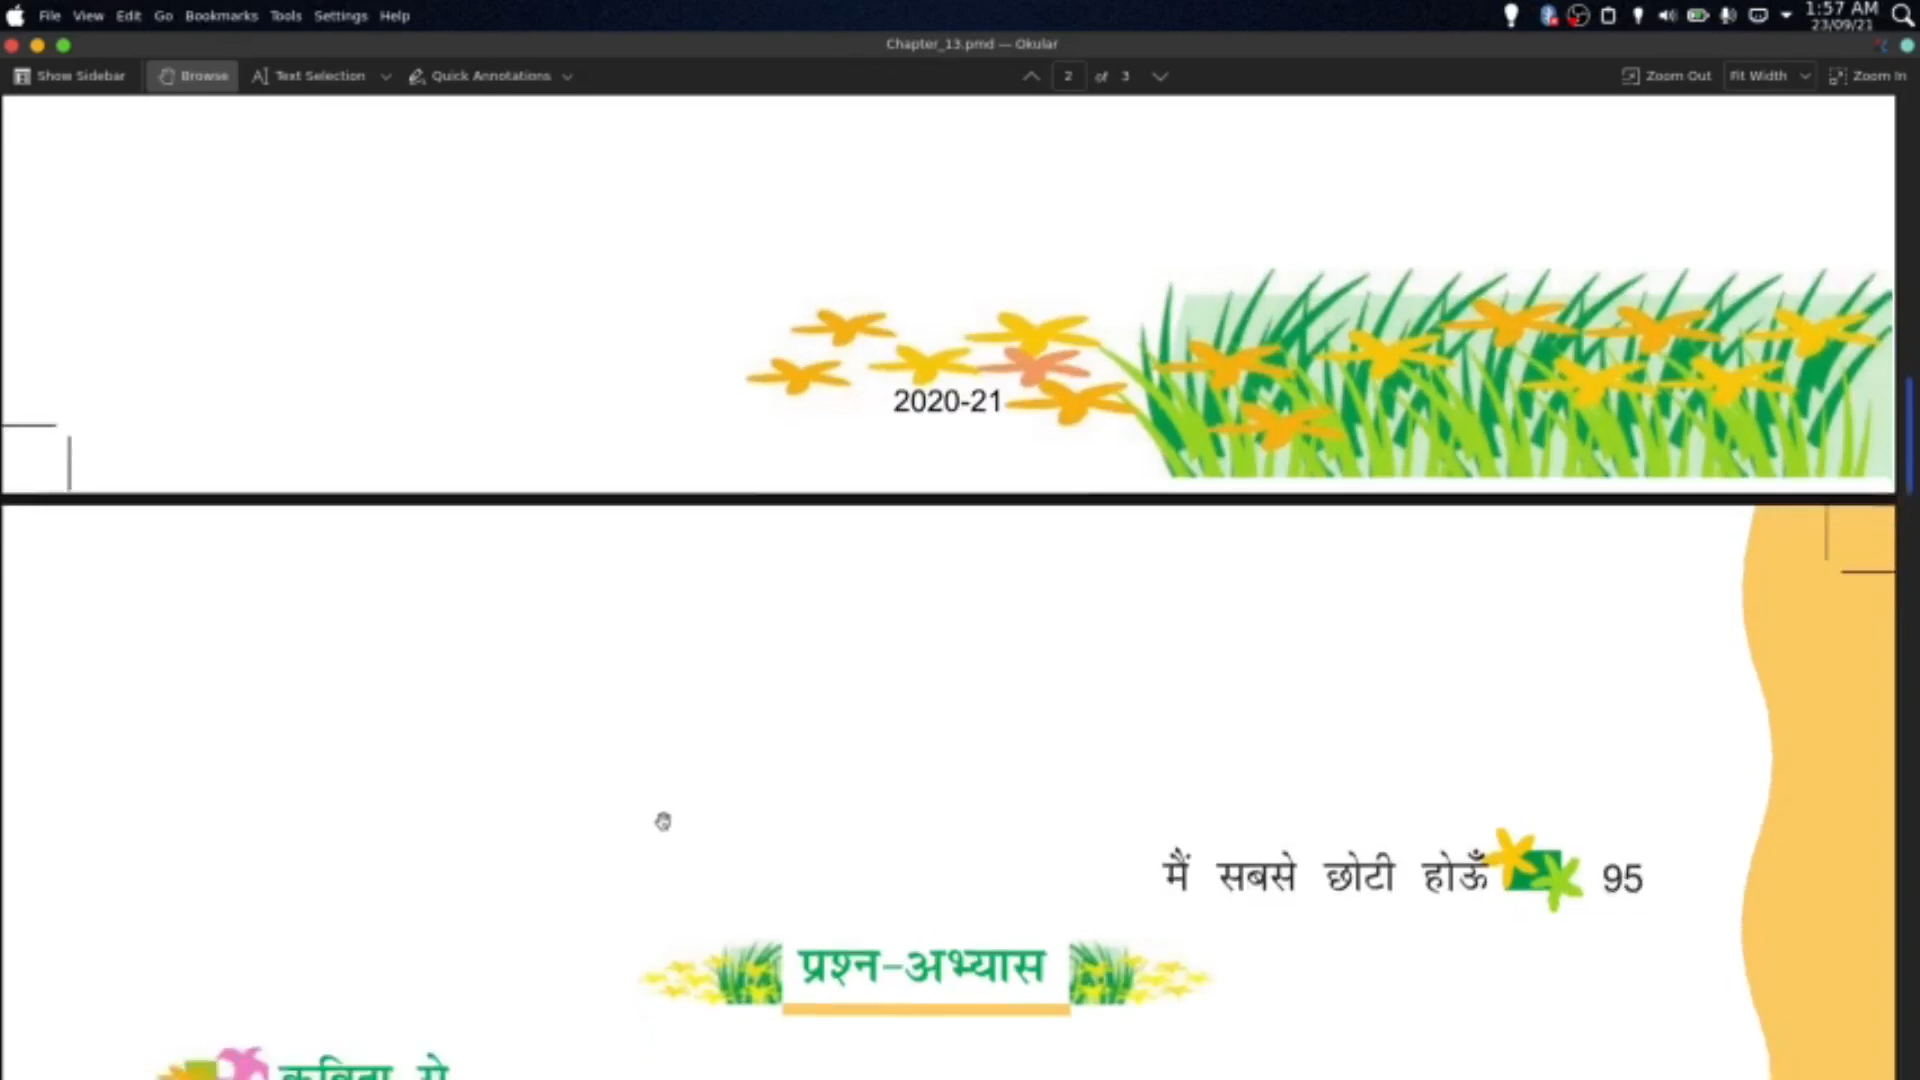 File View Edit Go Bookmarks Tools Settings Help
1:57 AM
23/09/21
Chapter_13.pmd — Okular
Show Sidebar Browse Text Selection Quick Annotations 2 of 3 Zoom Out Fit Width Zoom In
2020-21
मैं सबसे छोटी होऊँ 95
प्रश्न-अभ्यास
कविता से